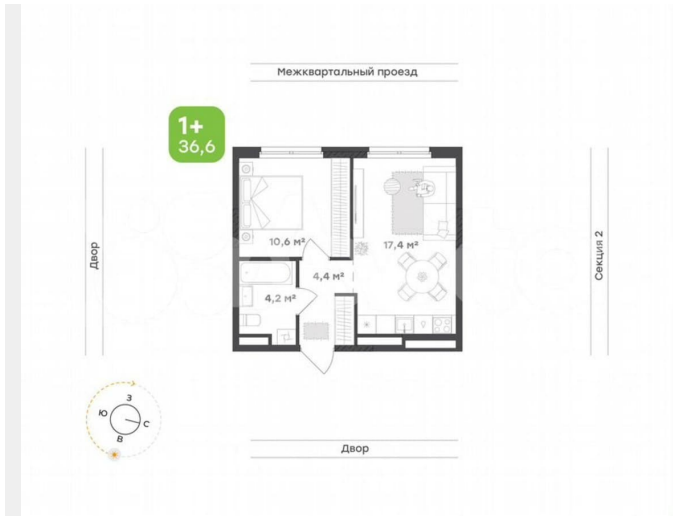 Межквартальный проезд
1+
36,6
10,6 м²
17,4 м²
4,4 м²
4,2 м²
Двор
Секция 2
З
Ю
С
В
Двор